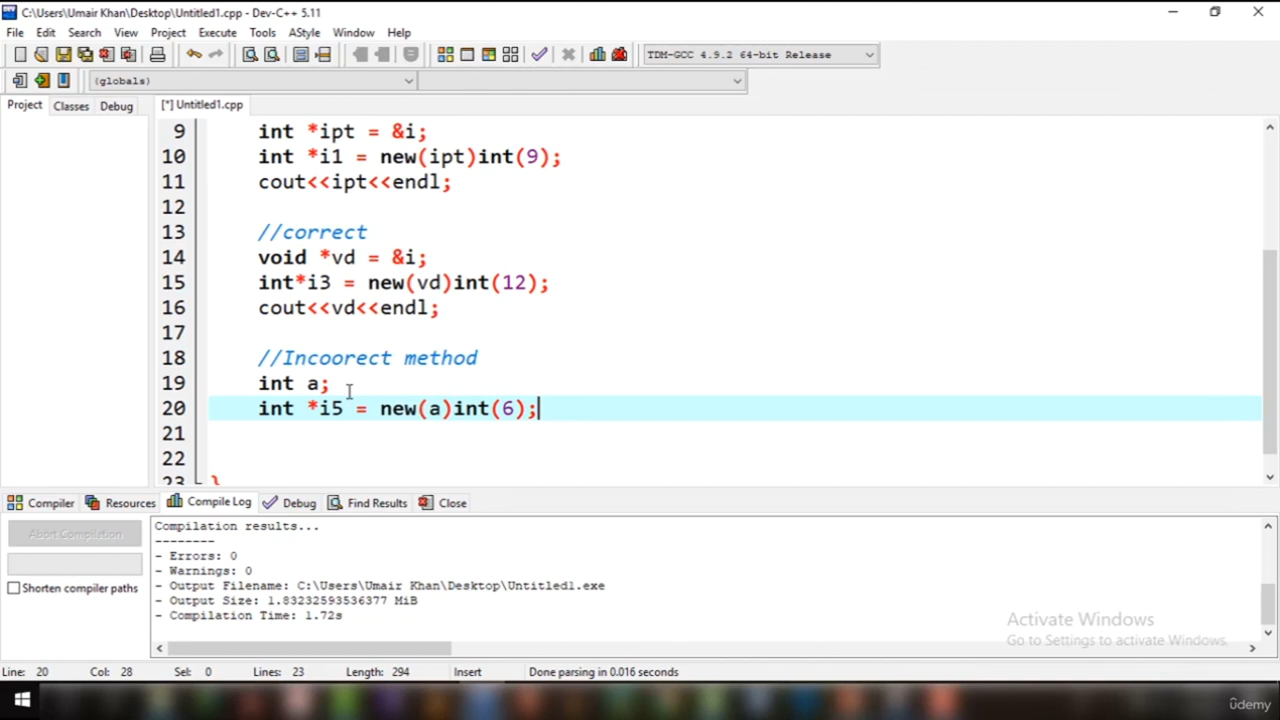 C:\Users\Umair Khan\Desktop\Untitled1.cpp - Dev-C++ 5.11
File Edit Search View Project Execute Tools AStyle Window Help
TDM-GCC 4.9.2 64-bit Release
(globals)
Project Classes Debug [*] Untitled1.cpp
9 int *ipt = &i;
10 int *i1 = new(ipt)int(9);
11 cout<<ipt<<endl;
12
13 //correct
14 void *vd = &i;
15 int*i3 = new(vd)int(12);
16 cout<<vd<<endl;
17
18 //Incoorect method
19 int a;
20 int *i5 = new(a)int(6);
21
22
23 }
Compiler Resources Compile Log Debug Find Results Close
Abort Compilation
Shorten compiler paths
Compilation results...
--------
- Errors: 0
- Warnings: 0
- Output Filename: C:\Users\Umair Khan\Desktop\Untitled1.exe
- Output Size: 1.83232593536377 MiB
- Compilation Time: 1.72s
Activate Windows
Go to Settings to activate Windows.
Line: 20 Col: 28 Sel: 0 Lines: 23 Length: 294 Insert Done parsing in 0.016 seconds
ûdemy